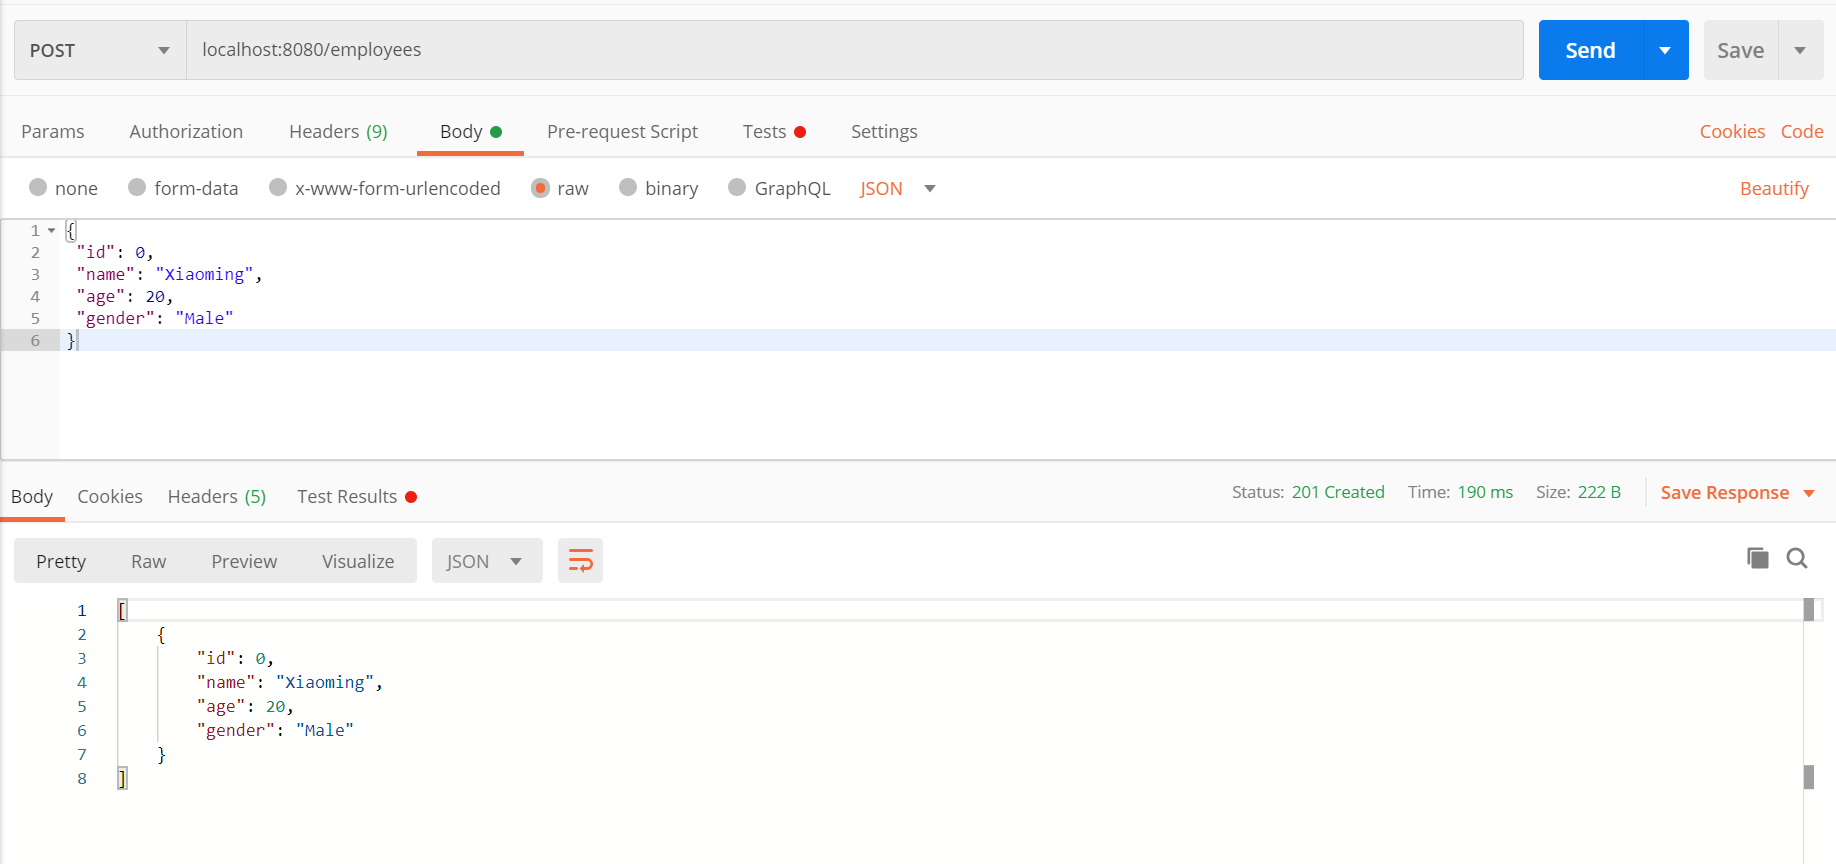 POST localhost:8080/employees Send Save
Params Authorization Headers (9) Body Pre-request Script Tests Settings Cookies Code
none form-data x-www-form-urlencoded raw binary GraphQL JSON Beautify
1 {
2 "id": 0,
3 "name": "Xiaoming",
4 "age": 20,
5 "gender": "Male"
6 }
Body Cookies Headers (5) Test Results Status: 201 Created Time: 190 ms Size: 222 B Save Response
Pretty Raw Preview Visualize JSON
1 [
2 {
3 "id": 0,
4 "name": "Xiaoming",
5 "age": 20,
6 "gender": "Male"
7 }
8 ]